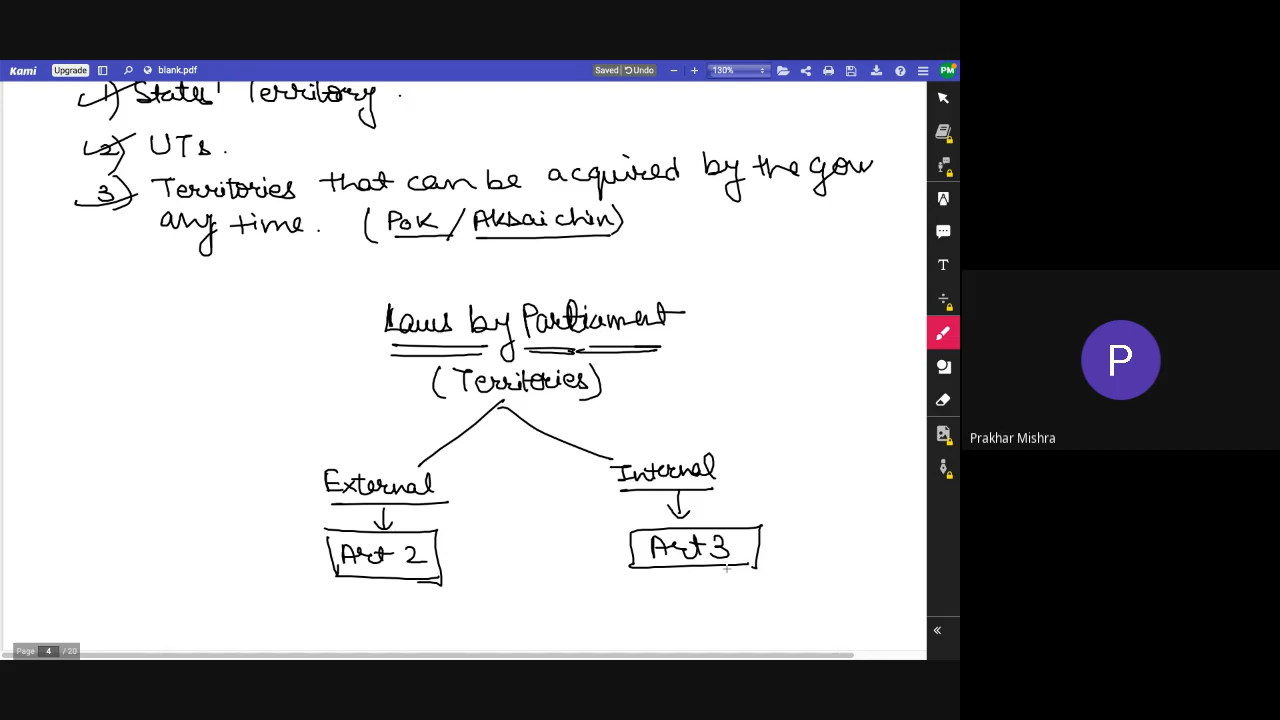 Kami Upgrade blank.pdf Saved Undo 130% PM
1) States' Territory .
2) UTs .
3) Territories that can be acquired by the gov
any time . (PoK / Aksai chin)
Laws by Parliament
(Territories)
External Internal
Art 2 Art 3
Page 4 / 20
P
Prakhar Mishra